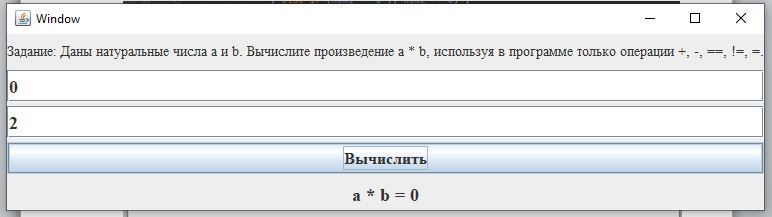 Window
Задание: Даны натуральные числа a и b. Вычислите произведение a * b, используя в программе только операции +, -, ==, !=, =.
0
2
Вычислить
a * b = 0